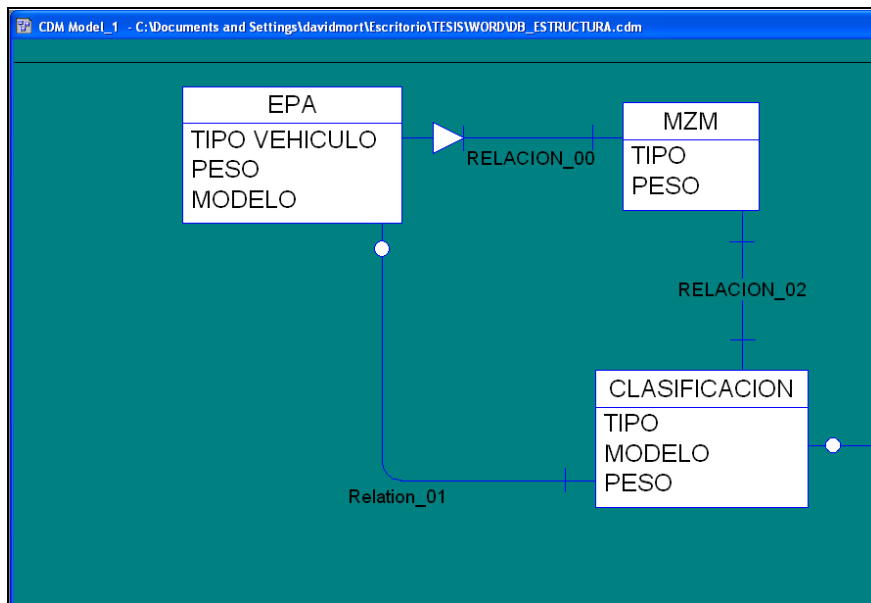 CDM Model_1 - C:\Documents and Settings\davidmort\Escritorio\TESIS\WORD\DB_ESTRUCTURA.cdm
EPA
TIPO VEHICULO
PESO
MODELO
RELACION_00
MZM
TIPO
PESO
RELACION_02
CLASIFICACION
TIPO
MODELO
PESO
Relation_01